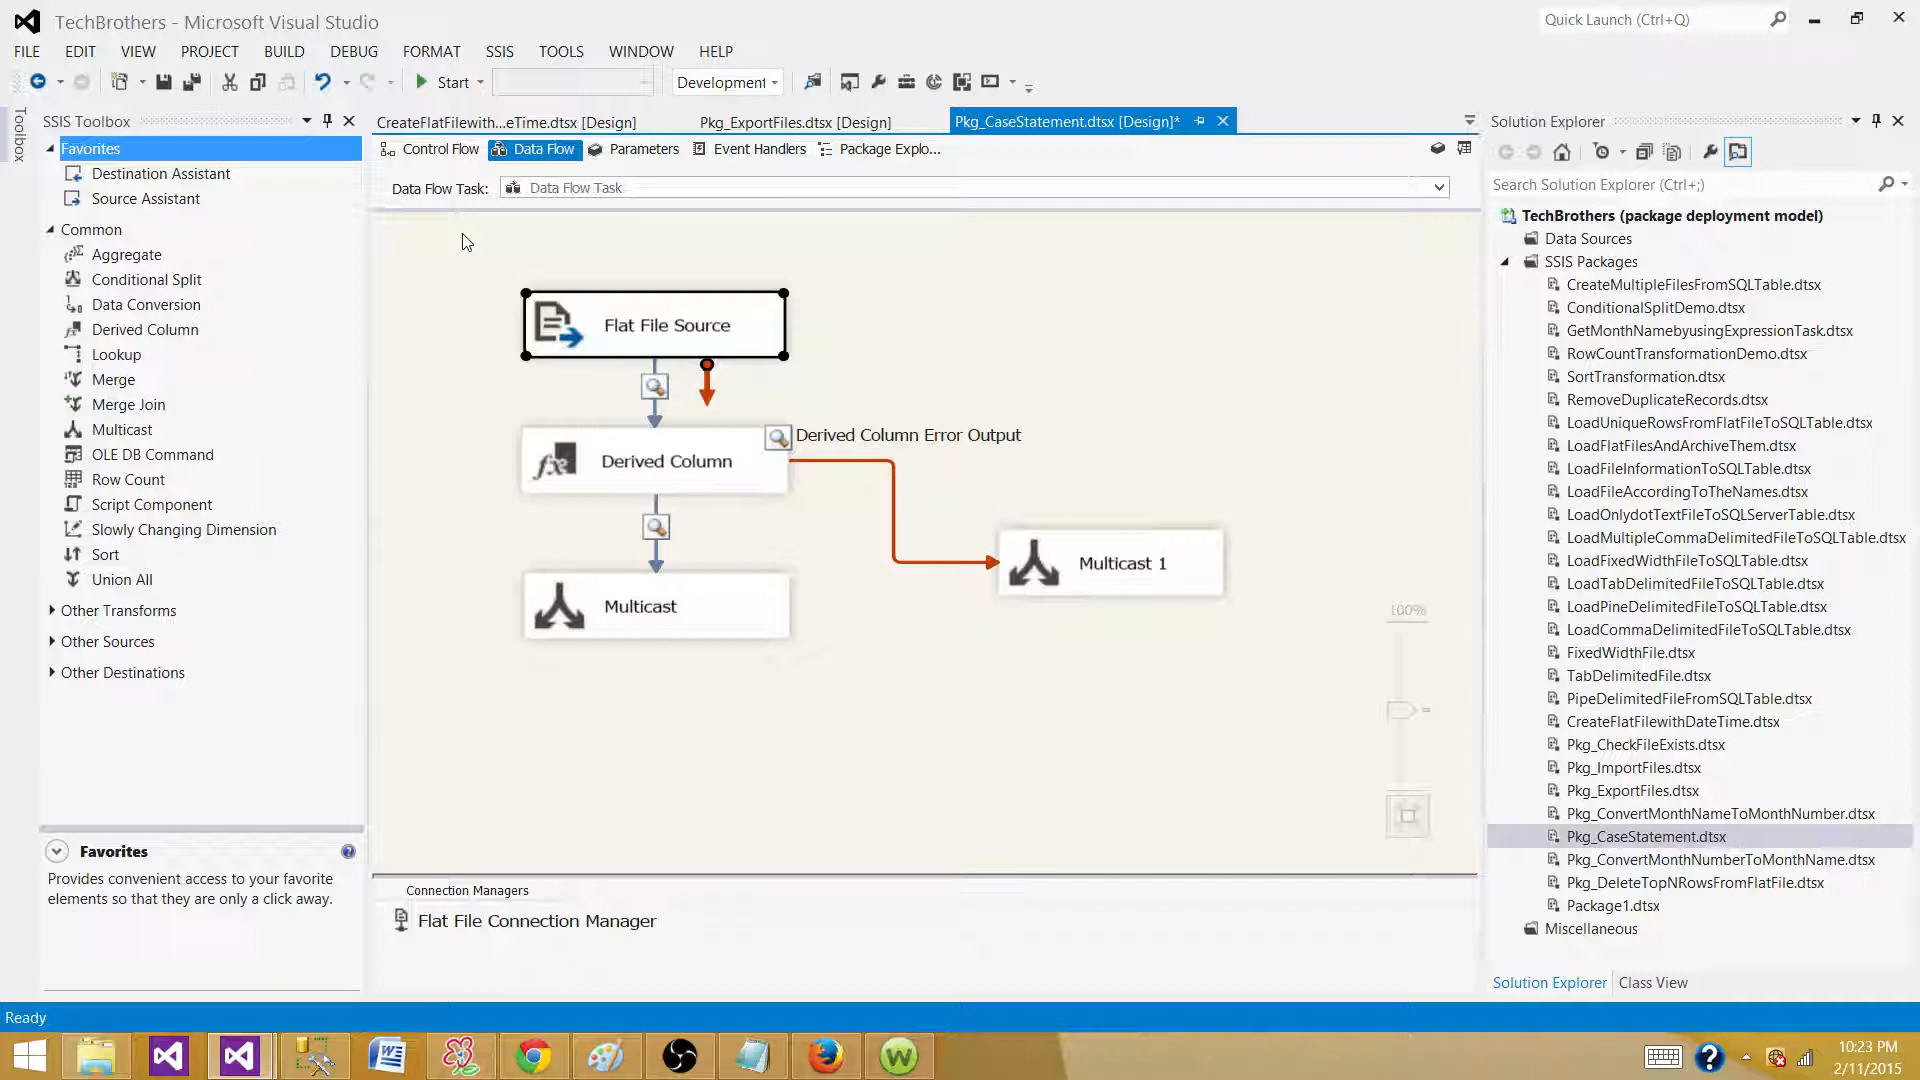 TechBrothers - Microsoft Visual Studio
Quick Launch (Ctrl+Q)
FILE EDIT VIEW PROJECT BUILD DEBUG FORMAT SSIS TOOLS WINDOW HELP
Start Development
Toolbox
SSIS Toolbox
Favorites
Destination Assistant
Source Assistant
Common
Aggregate
Conditional Split
Data Conversion
Derived Column
Lookup
Merge
Merge Join
Multicast
OLE DB Command
Row Count
Script Component
Slowly Changing Dimension
Sort
Union All
Other Transforms
Other Sources
Other Destinations
Favorites
Provides convenient access to your favorite
elements so that they are only a click away.
CreateFlatFilewith...eTime.dtsx [Design] Pkg_ExportFiles.dtsx [Design] Pkg_CaseStatement.dtsx [Design]*
Control Flow Data Flow Parameters Event Handlers Package Explo...
Data Flow Task: Data Flow Task
Flat File Source
Derived Column Error Output
Derived Column
Multicast 1
Multicast
100%
Connection Managers
Flat File Connection Manager
Solution Explorer
Search Solution Explorer (Ctrl+;)
TechBrothers (package deployment model)
Data Sources
SSIS Packages
CreateMultipleFilesFromSQLTable.dtsx
ConditionalSplitDemo.dtsx
GetMonthNamebyusingExpressionTask.dtsx
RowCountTransformationDemo.dtsx
SortTransformation.dtsx
RemoveDuplicateRecords.dtsx
LoadUniqueRowsFromFlatFileToSQLTable.dtsx
LoadFlatFilesAndArchiveThem.dtsx
LoadFileInformationToSQLTable.dtsx
LoadFileAccordingToTheNames.dtsx
LoadOnlydotTextFileToSQLServerTable.dtsx
LoadMultipleCommaDelimitedFileToSQLTable.dtsx
LoadFixedWidthFileToSQLTable.dtsx
LoadTabDelimitedFileToSQLTable.dtsx
LoadPineDelimitedFileToSQLTable.dtsx
LoadCommaDelimitedFileToSQLTable.dtsx
FixedWidthFile.dtsx
TabDelimitedFile.dtsx
PipeDelimitedFileFromSQLTable.dtsx
CreateFlatFilewithDateTime.dtsx
Pkg_CheckFileExists.dtsx
Pkg_ImportFiles.dtsx
Pkg_ExportFiles.dtsx
Pkg_ConvertMonthNameToMonthNumber.dtsx
Pkg_CaseStatement.dtsx
Pkg_ConvertMonthNumberToMonthName.dtsx
Pkg_DeleteTopNRowsFromFlatFile.dtsx
Package1.dtsx
Miscellaneous
Solution Explorer Class View
Ready
10:23 PM
2/11/2015